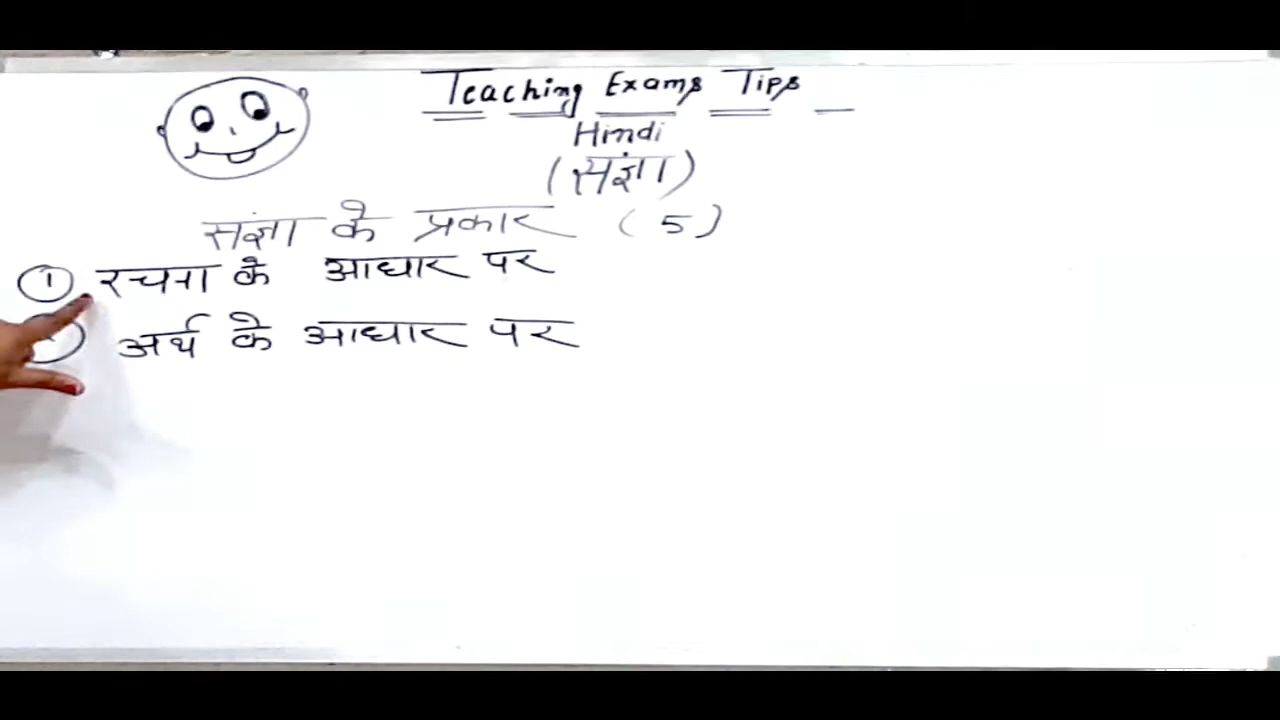 Teaching Exams Tips
Hindi
(संज्ञा)
संज्ञा के प्रकार (5)
① रचना के आधार पर
अर्थ के आधार पर